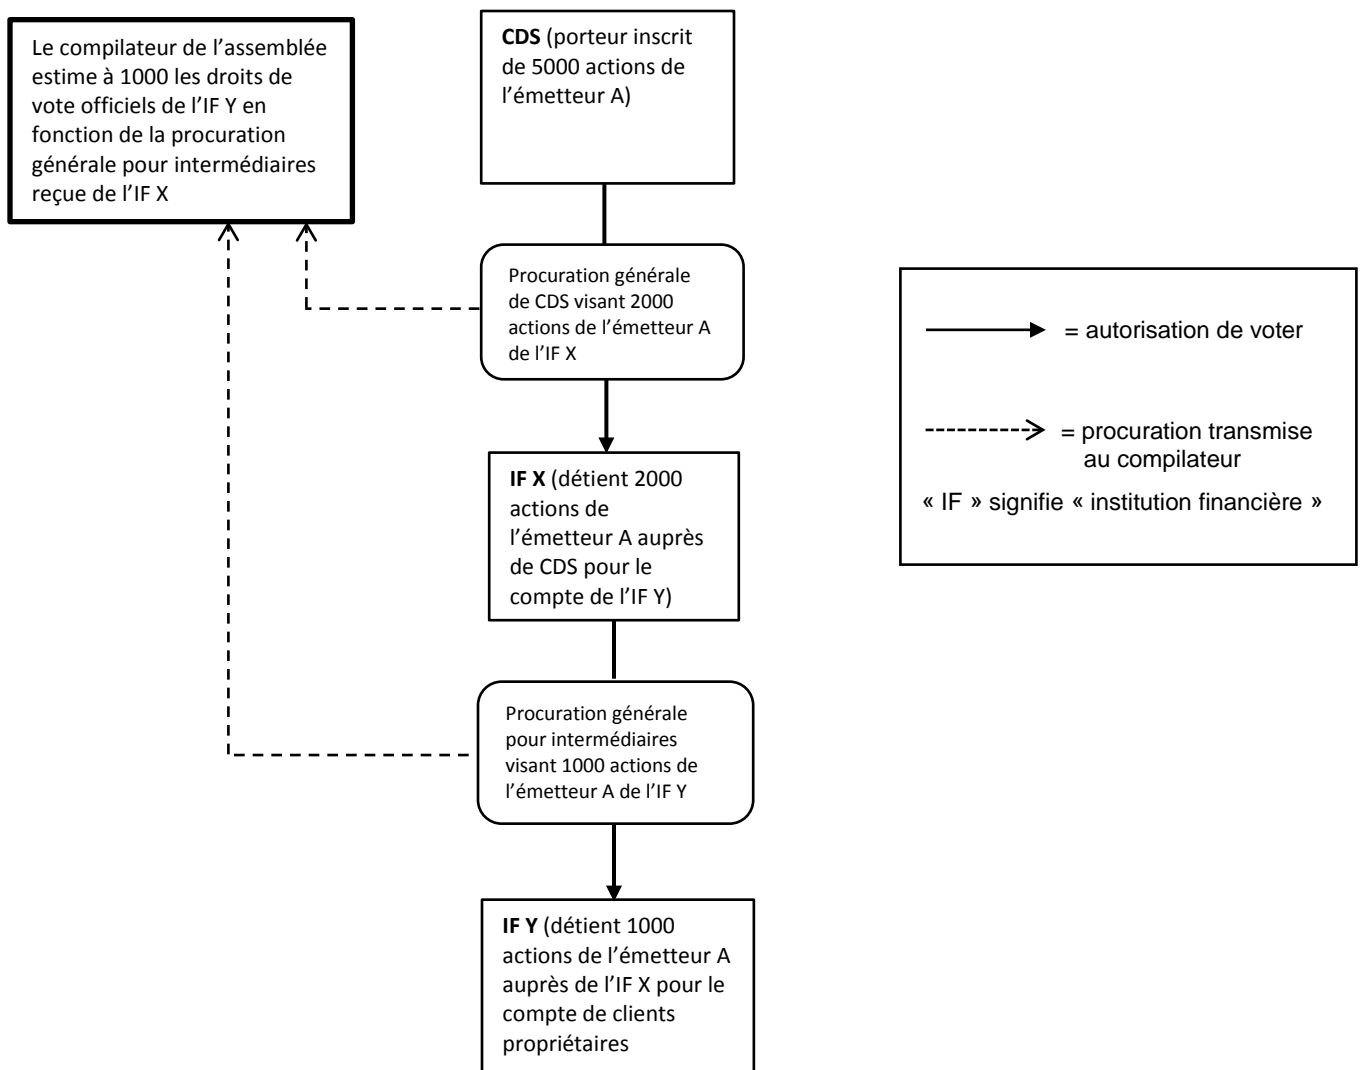 Le compilateur de l’assemblée
estime à 1000 les droits de
vote officiels de l’IF Y en
fonction de la procuration
générale pour intermédiaires
reçue de l’IF X
CDS (porteur inscrit
de 5000 actions de
l’émetteur A)
Procuration générale
de CDS visant 2000
actions de l’émetteur A
de l’IF X
= autorisation de voter
= procuration transmise
au compilateur
« IF » signifie « institution financière »
IF X (détient 2000
actions de
l’émetteur A auprès
de CDS pour le
compte de l’IF Y)
Procuration générale
pour intermédiaires
visant 1000 actions de
l’émetteur A de l’IF Y
IF Y (détient 1000
actions de l’émetteur A
auprès de l’IF X pour le
compte de clients
propriétaires